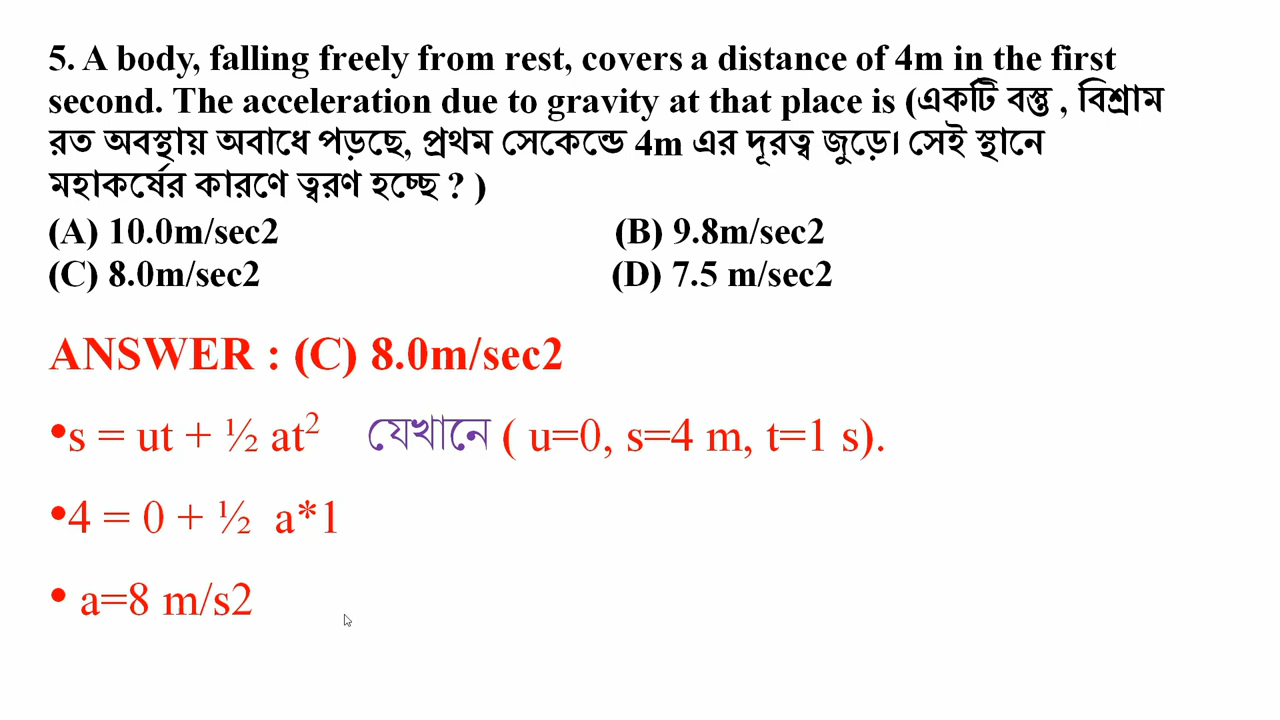 5. A body, falling freely from rest, covers a distance of 4m in the first
second. The acceleration due to gravity at that place is (একটি বস্তু , বিশ্রাম
রত অবস্থায় অবাধে পড়ছে, প্রথম সেকেন্ডে 4m এর দূরত্ব জুড়ে। সেই স্থানে
মহাকর্ষের কারণে ত্বরণ হচ্ছে ? )
(A) 10.0m/sec2 (B) 9.8m/sec2
(C) 8.0m/sec2 (D) 7.5 m/sec2
ANSWER : (C) 8.0m/sec2
•s = ut + ½ at² যেখানে ( u=0, s=4 m, t=1 s).
•4 = 0 + ½ a*1
• a=8 m/s2